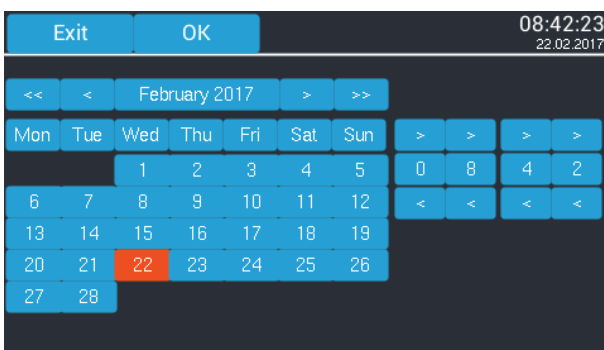 Exit OK 08:42:23
22.02.2017
<< < February 2017 > >>
Mon Tue Wed Thu Fri Sat Sun > > > >
1 2 3 4 5 0 8 4 2
6 7 8 9 10 11 12 < < < <
13 14 15 16 17 18 19
20 21 22 23 24 25 26
27 28